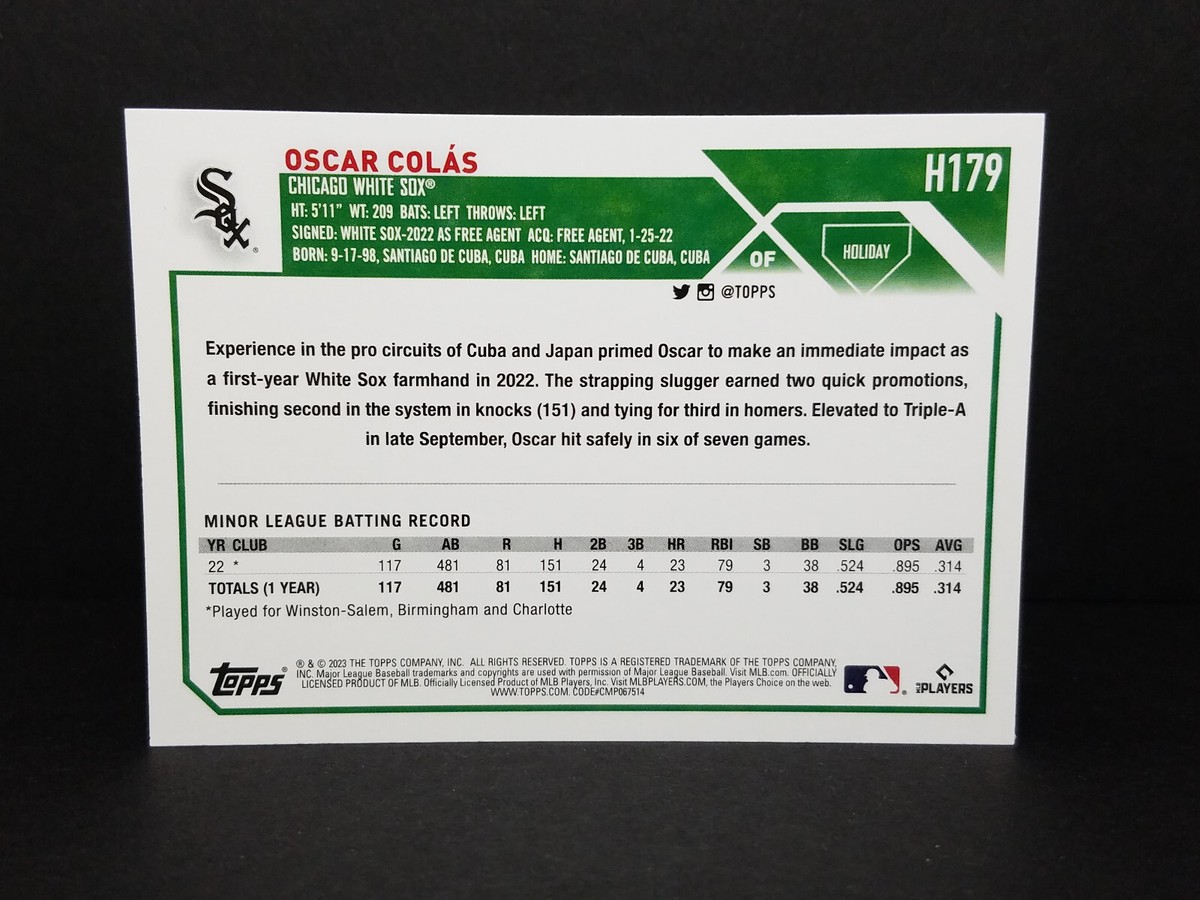 OSCAR COLÁS
H179
CHICAGO WHITE SOX®
HT: 5'11" WT: 209 BATS: LEFT THROWS: LEFT
SIGNED: WHITE SOX-2022 AS FREE AGENT ACQ: FREE AGENT, 1-25-22
BORN: 9-17-98, SANTIAGO DE CUBA, CUBA HOME: SANTIAGO DE CUBA, CUBA
OF
HOLIDAY
Sox®
@TOPPS
Experience in the pro circuits of Cuba and Japan primed Oscar to make an immediate impact as
a first-year White Sox farmhand in 2022. The strapping slugger earned two quick promotions,
finishing second in the system in knocks (151) and tying for third in homers. Elevated to Triple-A
in late September, Oscar hit safely in six of seven games.
MINOR LEAGUE BATTING RECORD
YR CLUB G AB R H 2B 3B HR RBI SB BB SLG OPS AVG
22 * 117 481 81 151 24 4 23 79 3 38 .524 .895 .314
TOTALS (1 YEAR) 117 481 81 151 24 4 23 79 3 38 .524 .895 .314
*Played for Winston-Salem, Birmingham and Charlotte
topps®
® & © 2023 THE TOPPS COMPANY, INC. ALL RIGHTS RESERVED. TOPPS IS A REGISTERED TRADEMARK OF THE TOPPS COMPANY,
INC. Major League Baseball trademarks and copyrights are used with permission of Major League Baseball. Visit MLB.com. OFFICIALLY
LICENSED PRODUCT OF MLB. Officially Licensed Product of MLB Players, Inc. Visit MLBPLAYERS.COM, the Players Choice on the web.
WWW.TOPPS.COM. CODE#CMP067514
MLB PLAYERS